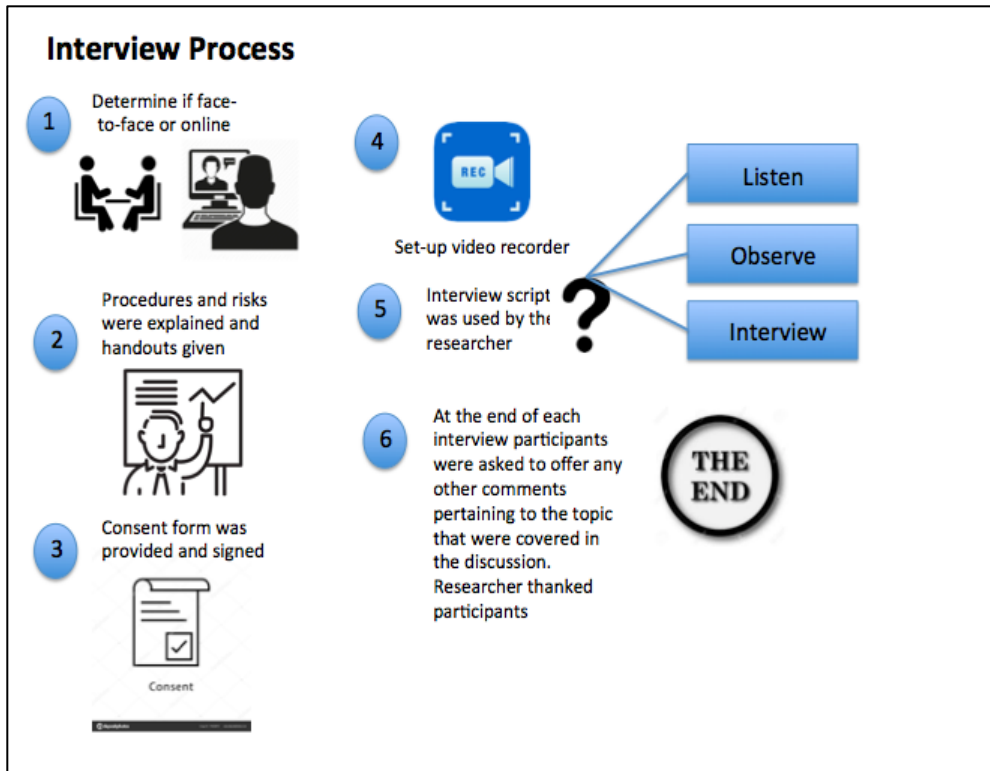 Interview Process
1
Determine if face-
to-face or online
2
Procedures and risks
were explained and
handouts given
3
Consent form was
provided and signed
Consent
4
REC
Set-up video recorder
5
Interview script
was used by the
researcher
?
Listen
Observe
Interview
6
At the end of each
interview participants
were asked to offer any
other comments
pertaining to the topic
that were covered in
the discussion.
Researcher thanked
participants
THE
END